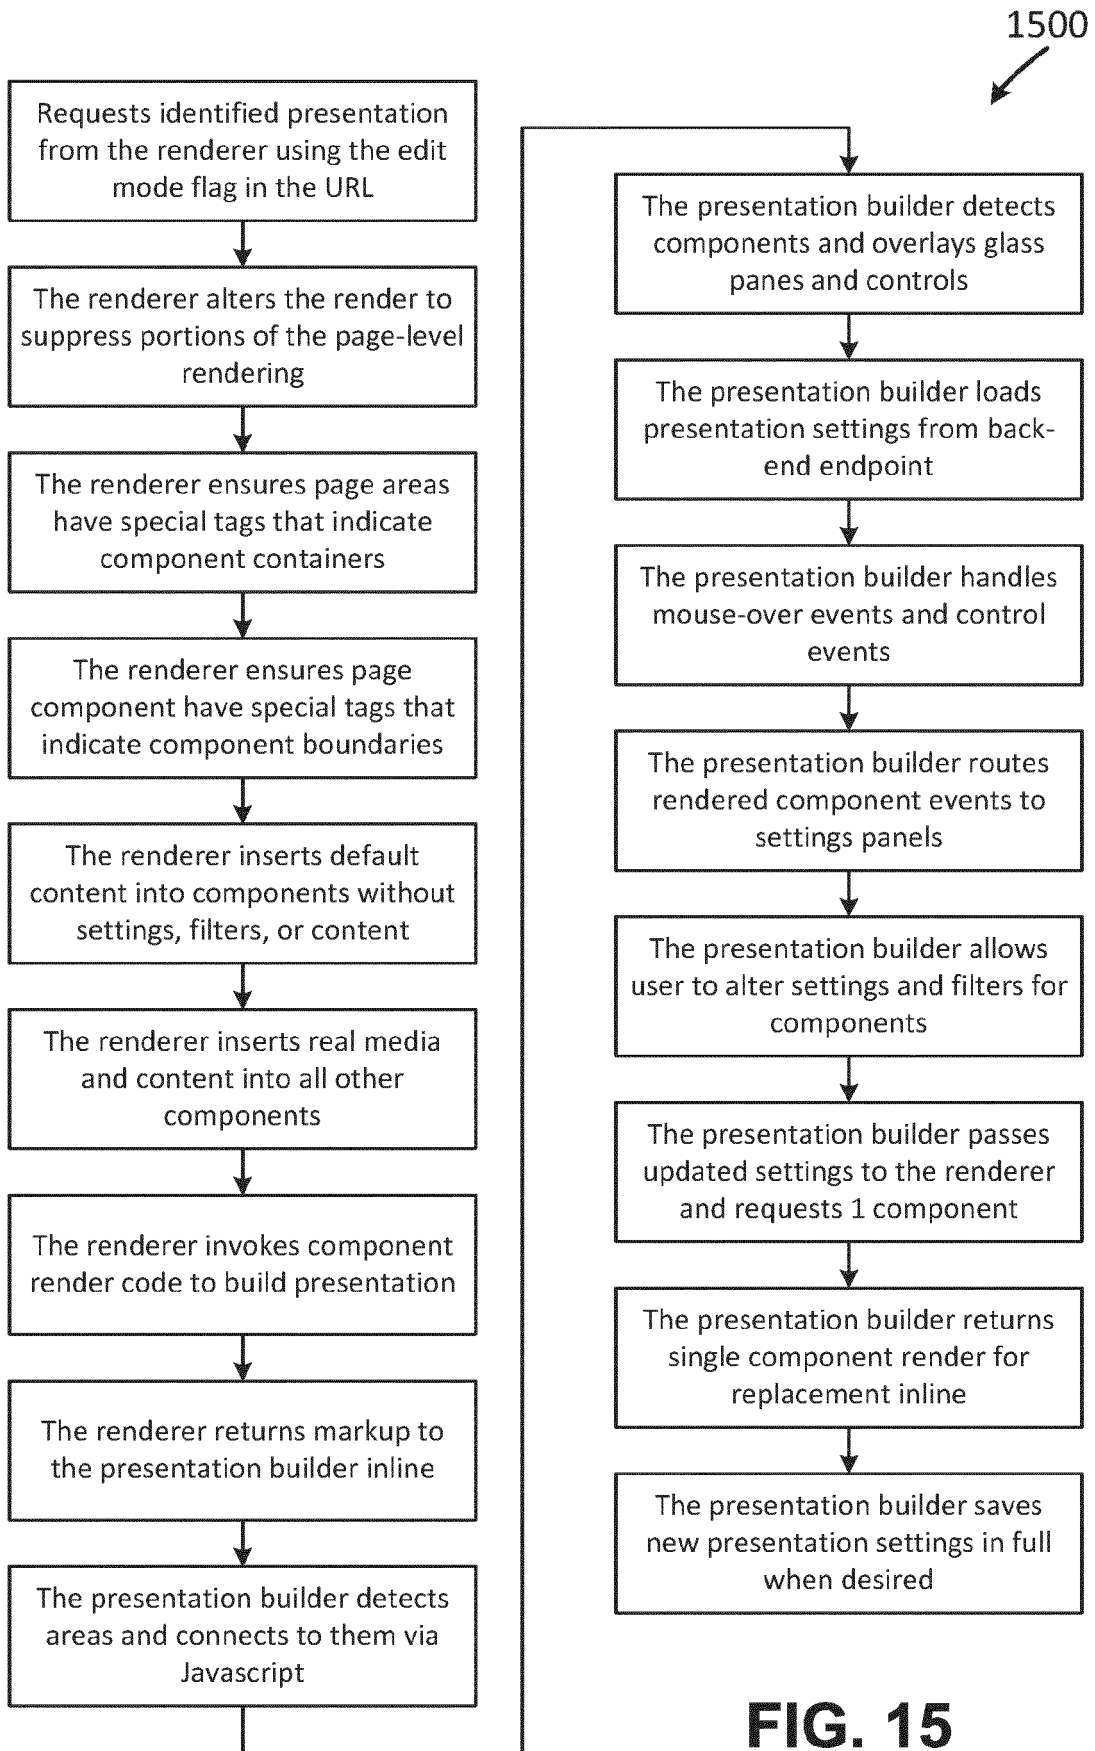 1500
Requests identified presentation
from the renderer using the edit
mode flag in the URL
The renderer alters the render to
suppress portions of the page-level
rendering
The renderer ensures page areas
have special tags that indicate
component containers
The renderer ensures page
component have special tags that
indicate component boundaries
The renderer inserts default
content into components without
settings, filters, or content
The renderer inserts real media
and content into all other
components
The renderer invokes component
render code to build presentation
The renderer returns markup to
the presentation builder inline
The presentation builder detects
areas and connects to them via
Javascript
The presentation builder detects
components and overlays glass
panes and controls
The presentation builder loads
presentation settings from back-
end endpoint
The presentation builder handles
mouse-over events and control
events
The presentation builder routes
rendered component events to
settings panels
The presentation builder allows
user to alter settings and filters for
components
The presentation builder passes
updated settings to the renderer
and requests 1 component
The presentation builder returns
single component render for
replacement inline
The presentation builder saves
new presentation settings in full
when desired
FIG. 15